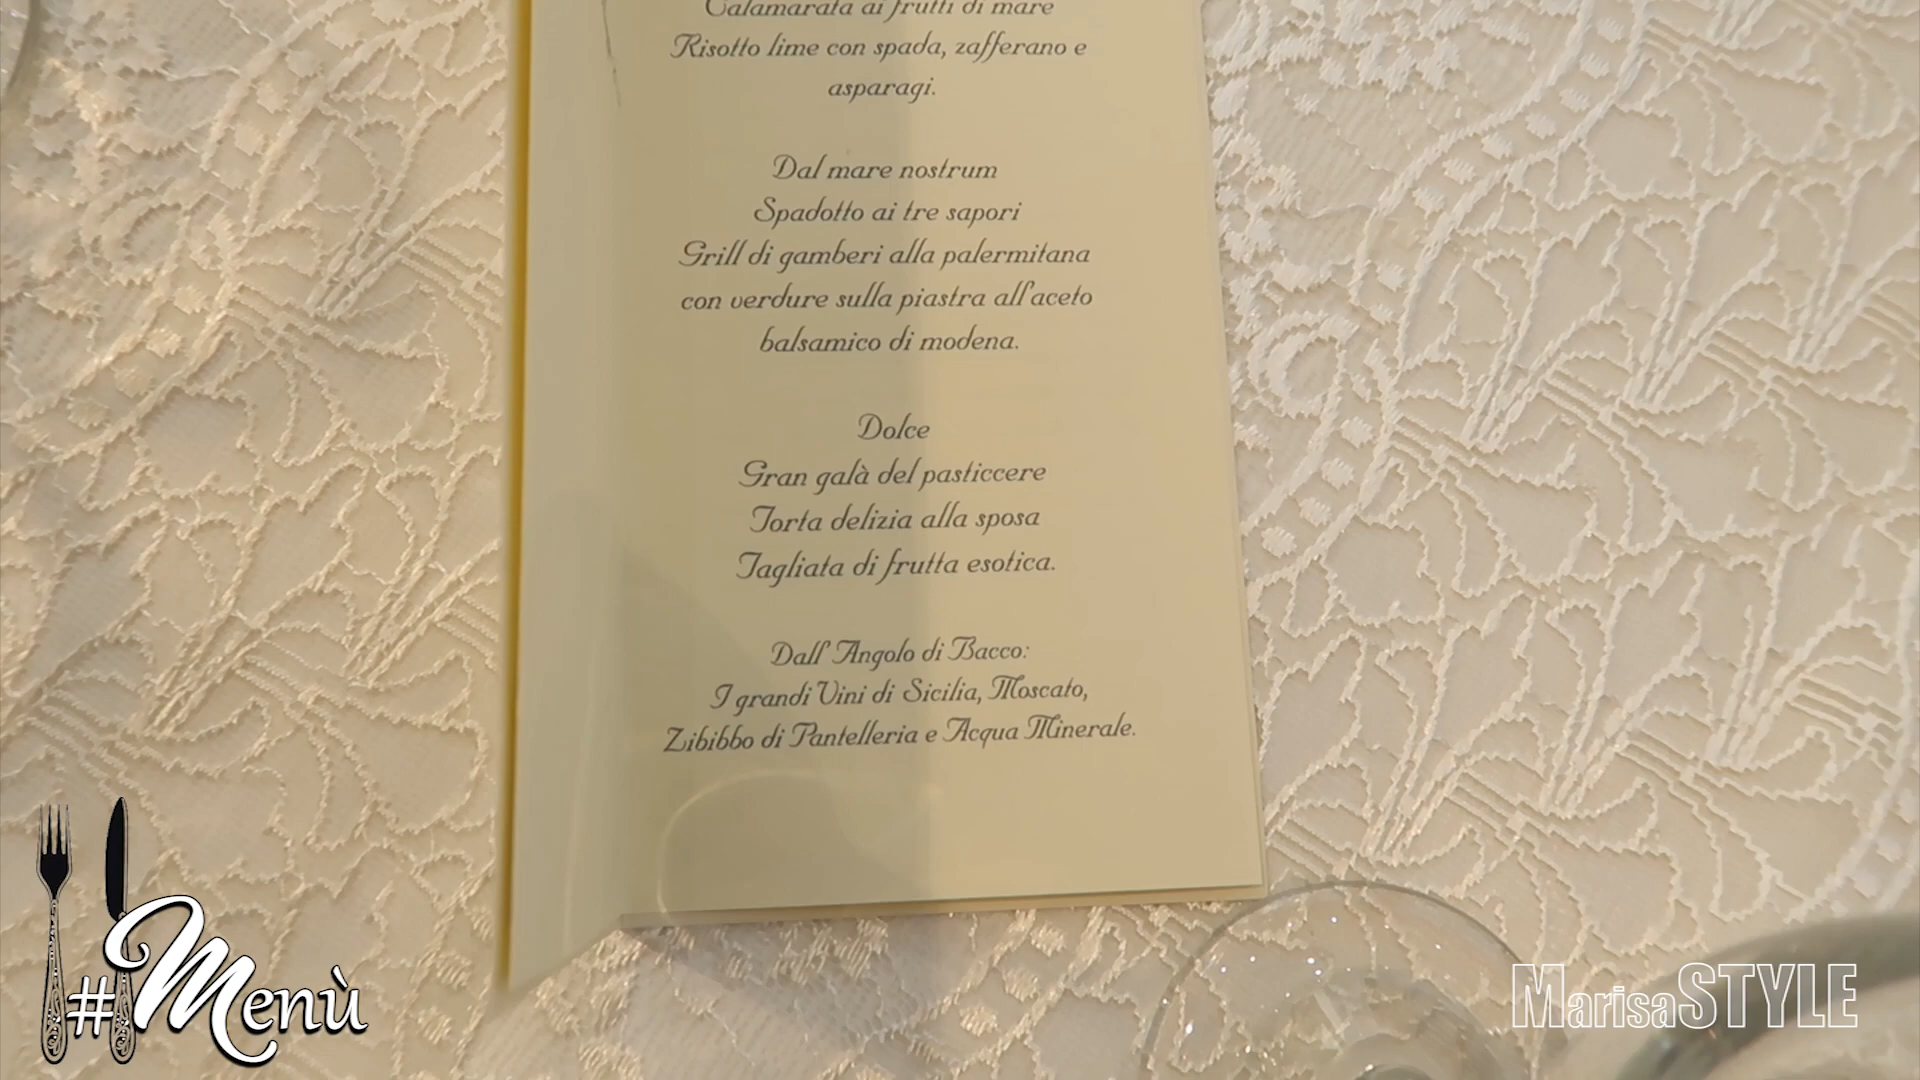 Calamarata ai frutti di mare
Risotto lime con spada, zafferano e
asparagi.
Dal mare nostrum
Spadotto ai tre sapori
Grill di gamberi alla palermitana
con verdure sulla piastra all'aceto
balsamico di modena.
Dolce
Gran galà del pasticcere
Torta delizia alla sposa
Tagliata di frutta esotica.
Dall'Angolo di Bacco:
I grandi Vini di Sicilia, Moscato,
Zibibbo di Pantelleria e Acqua Minerale.
#Menù
MarisaSTYLE